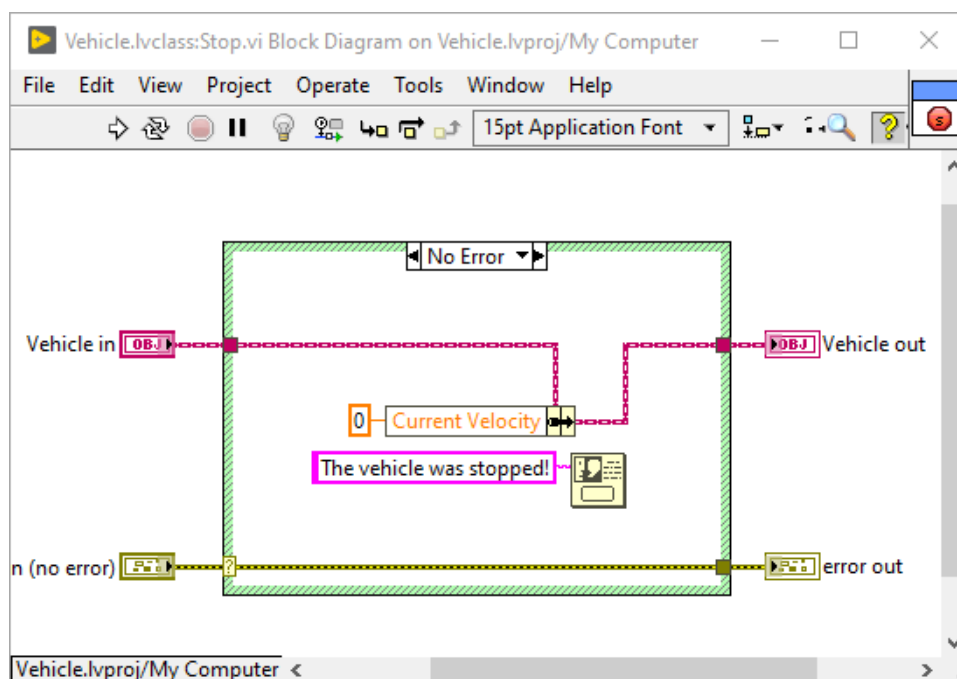 Vehicle.lvclass:Stop.vi Block Diagram on Vehicle.lvproj/My Computer
File Edit View Project Operate Tools Window Help
15pt Application Font
?
S
No Error
Vehicle in OBJ
OBJ Vehicle out
0 Current Velocity
The vehicle was stopped!
n (no error)
?
error out
Vehicle.lvproj/My Computer